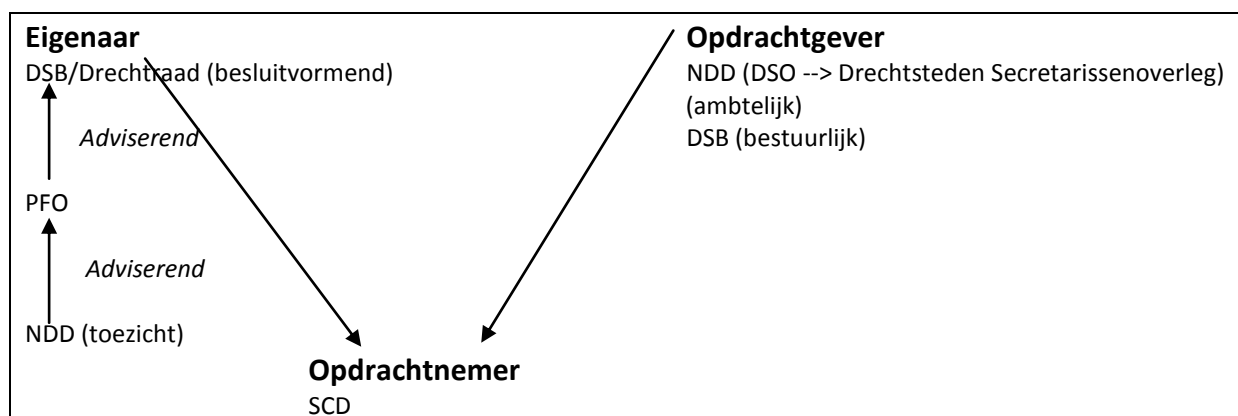 Eigenaar
DSB/Drechtraad (besluitvormend)
Adviserend
PFO
Adviserend
NDD (toezicht)
Opdrachtgever
NDD (DSO --> Drechtsteden Secretarissenoverleg)
(ambtelijk)
DSB (bestuurlijk)
Opdrachtnemer
SCD